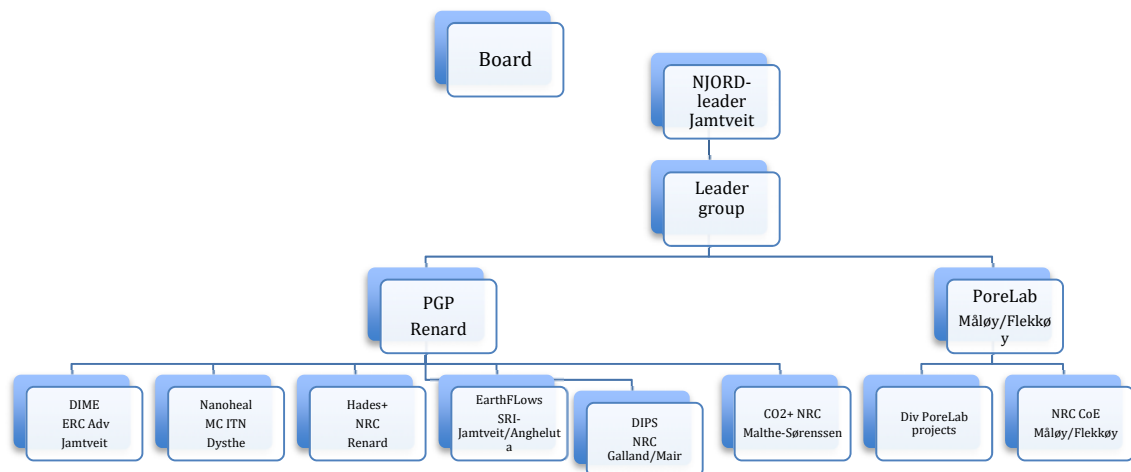 Board
NJORD-
leader
Jamtveit
Leader
group
PGP
Renard
PoreLab
Måløy/Flekkø
y
DIME
ERC Adv
Jamtveit
Nanoheal
MC ITN
Dysthe
Hades+
NRC
Renard
EarthFLows
SRI-
Jamtveit/Anghelut
a
DIPS
NRC
Galland/Mair
CO2+ NRC
Malthe-Sørenssen
Div PoreLab
projects
NRC CoE
Måløy/Flekkøy